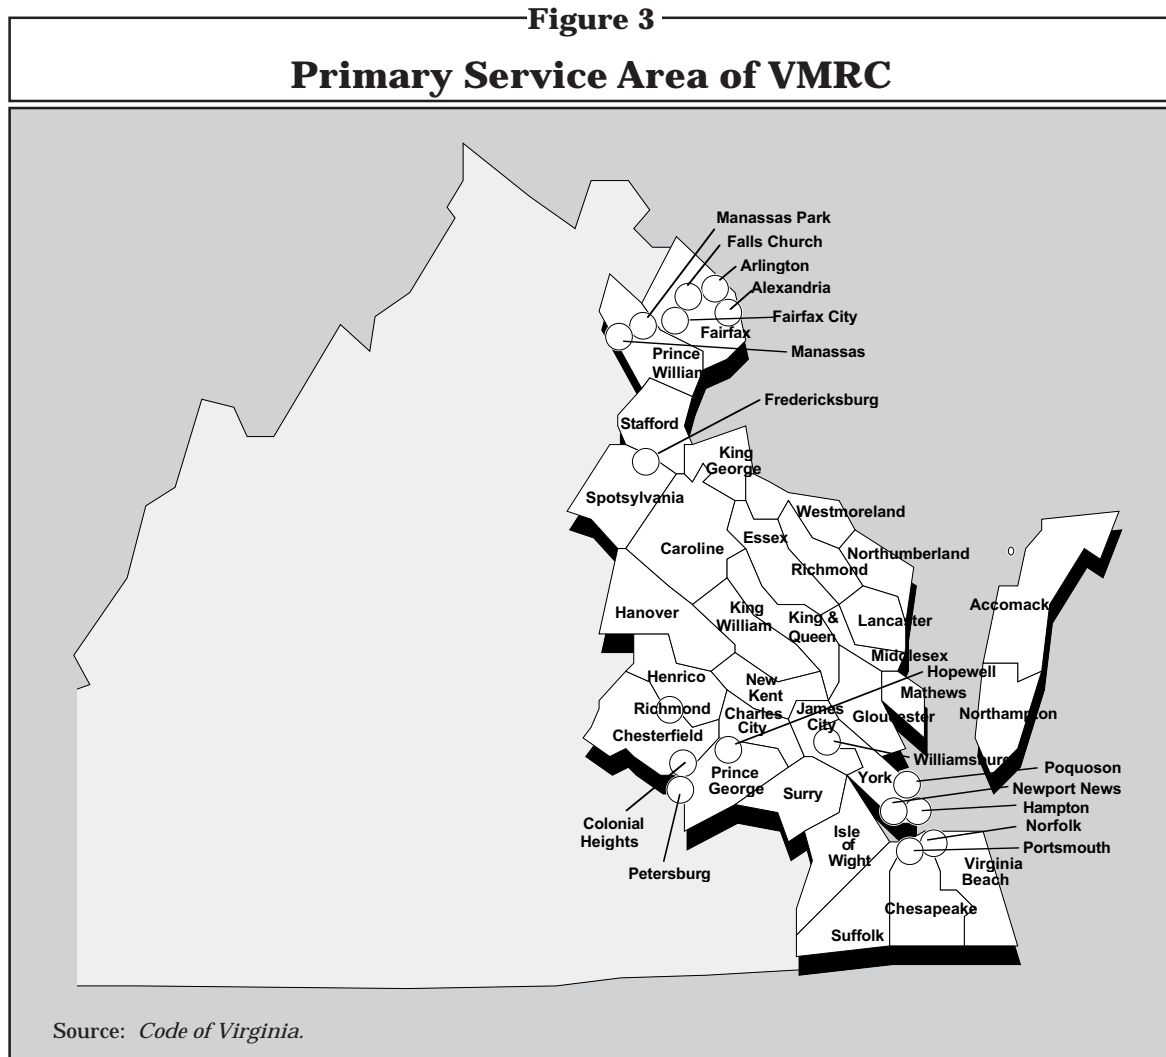 Figure 3
Primary Service Area of VMRC
Manassas Park
Falls Church
Arlington
Alexandria
Fairfax City
Fairfax
Manassas
Prince
William
Fredericksburg
Stafford
King
George
Spotsylvania
Westmoreland
Essex
Caroline
Northumberland
Richmond
Accomack
Hanover
King
William
King &
Queen
Lancaster
Middlesex
Hopewell
Henrico
New
Kent
Mathews
Richmond
Charles
City
James
City
Gloucester
Northampton
Chesterfield
Williamsburg
Prince
George
York
Poquoson
Surry
Newport News
Hampton
Colonial
Heights
Isle
of
Wight
Norfolk
Portsmouth
Virginia
Beach
Petersburg
Chesapeake
Suffolk
Source: Code of Virginia.